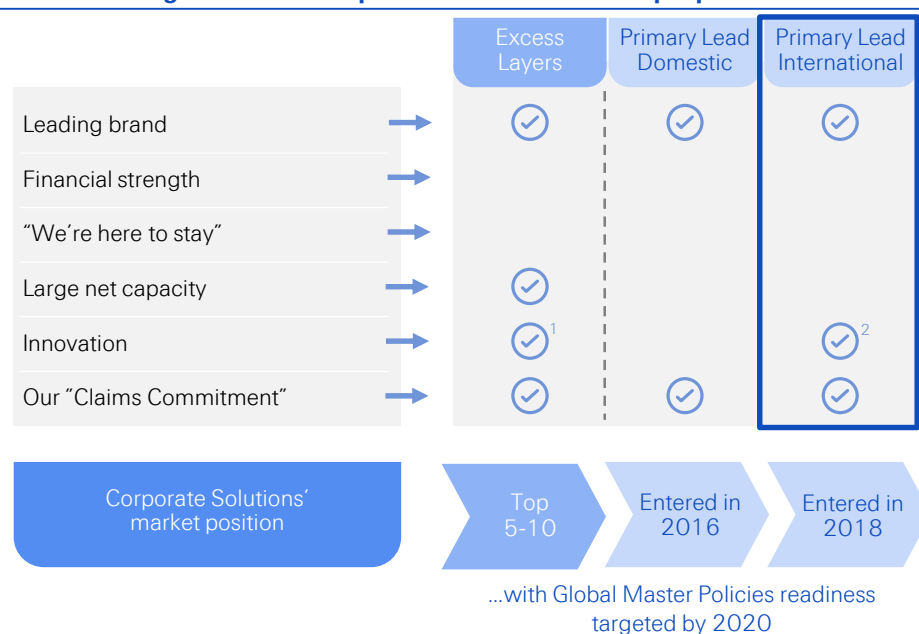 Excess
Layers
Primary Lead
Domestic
Primary Lead
International
Leading brand
Financial strength
“We’re here to stay”
Large net capacity
Innovation
1
2
Our “Claims Commitment”
Corporate Solutions’
market position
Top
5-10
Entered in
2016
Entered in
2018
...with Global Master Policies readiness
targeted by 2020